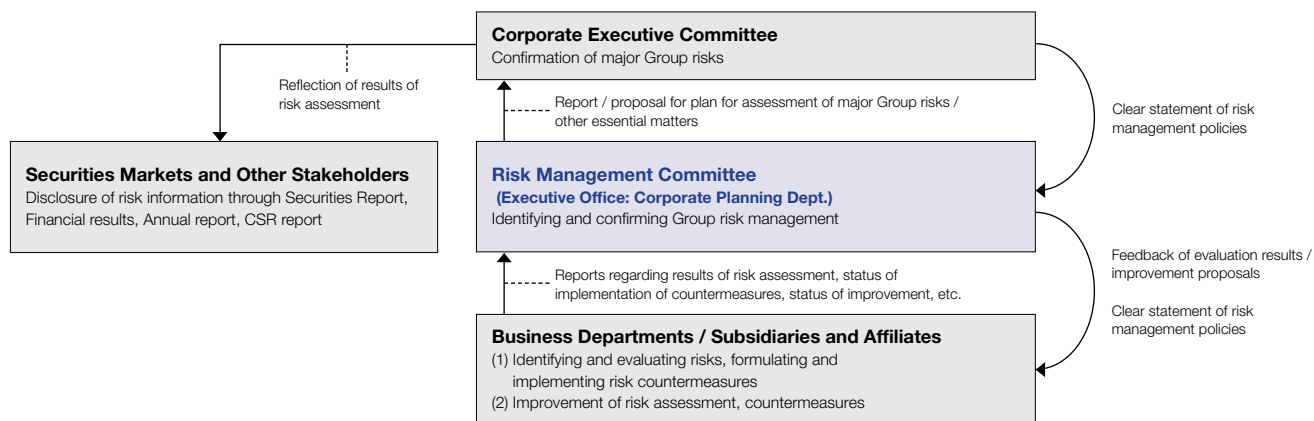 Corporate Executive Committee
Confirmation of major Group risks
Reflection of results of
risk assessment
Report / proposal for plan for assessment of major Group risks /
other essential matters
Clear statement of risk
management policies
Securities Markets and Other Stakeholders
Disclosure of risk information through Securities Report,
Financial results, Annual report, CSR report
Risk Management Committee
(Executive Office: Corporate Planning Dept.)
Identifying and confirming Group risk management
Reports regarding results of risk assessment, status of
implementation of countermeasures, status of improvement, etc.
Feedback of evaluation results /
improvement proposals
Clear statement of risk
management policies
Business Departments / Subsidiaries and Affiliates
(1) Identifying and evaluating risks, formulating and
implementing risk countermeasures
(2) Improvement of risk assessment, countermeasures